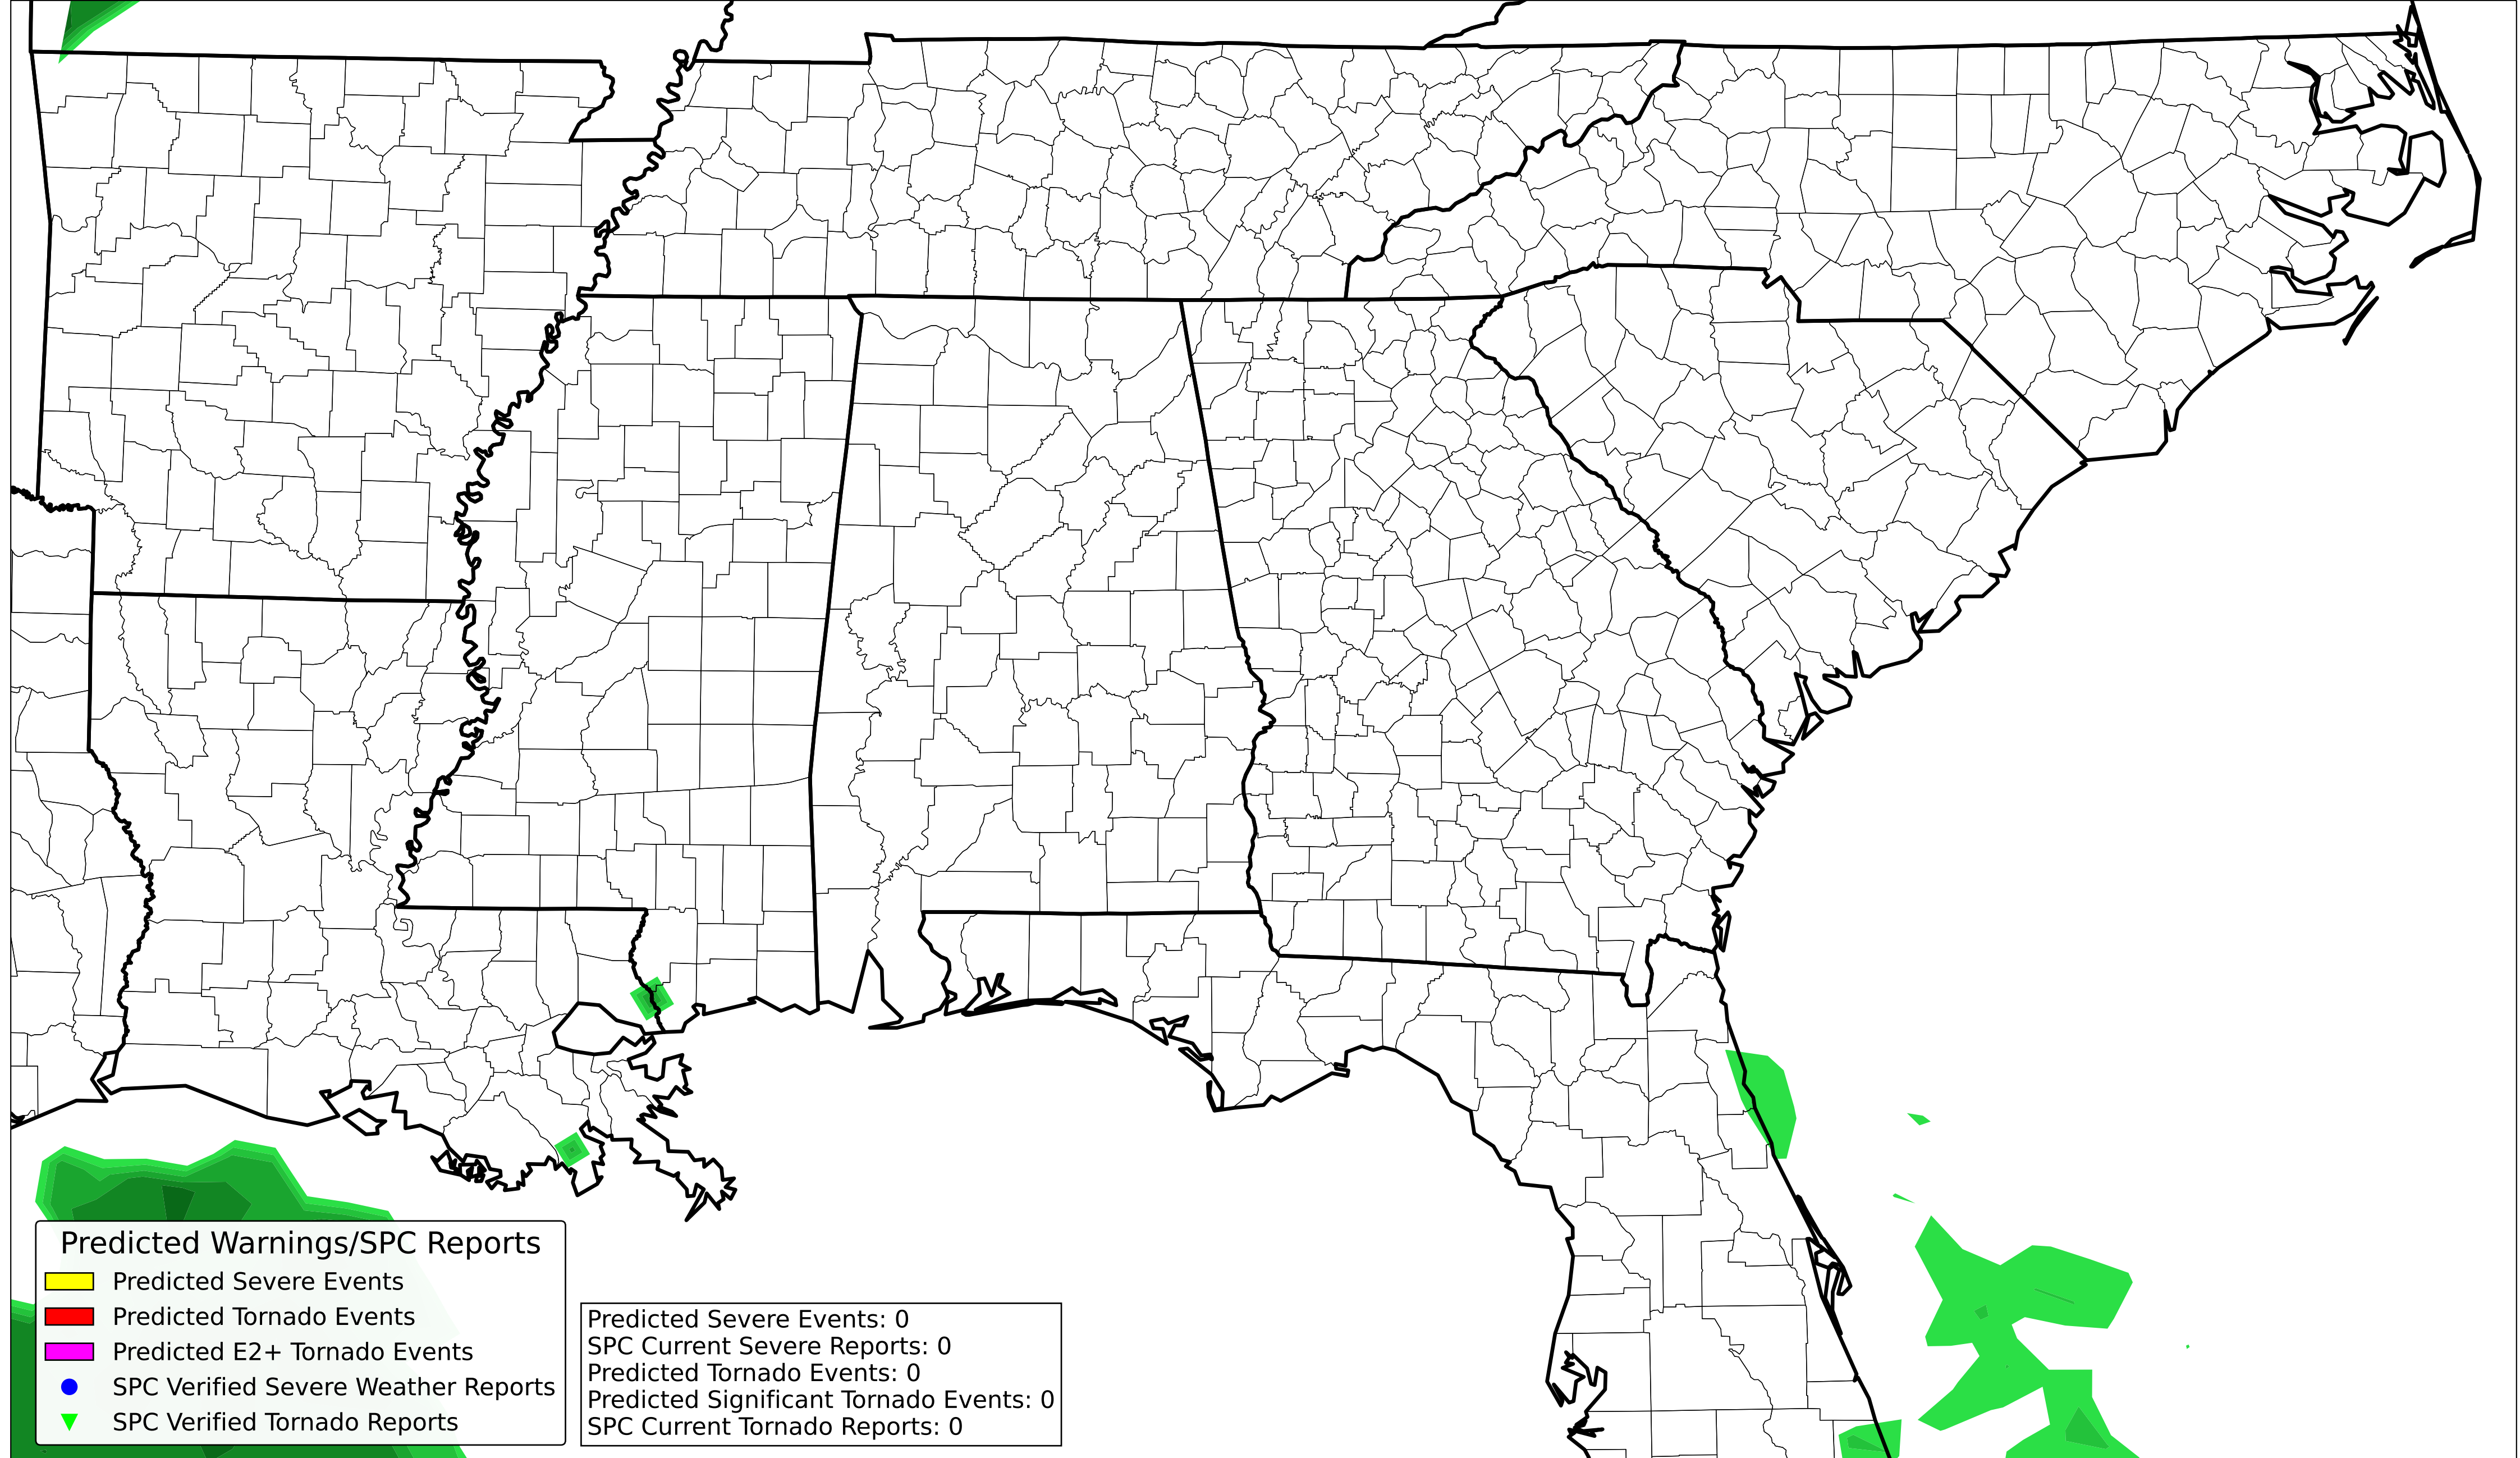 Predicted Warnings/SPC Reports
Predicted Severe Events
Predicted Tornado Events
Predicted E2+ Tornado Events
SPC Verified Severe Weather Reports
SPC Verified Tornado Reports
Predicted Severe Events: 0
SPC Current Severe Reports: 0
Predicted Tornado Events: 0
Predicted Significant Tornado Events: 0
SPC Current Tornado Reports: 0